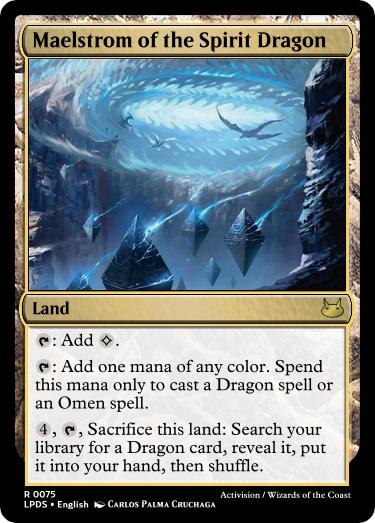 Maelstrom of the Spirit Dragon
Land
: Add .
: Add one mana of any color. Spend
this mana only to cast a Dragon spell or
an Omen spell.
4, , Sacrifice this land: Search your
library for a Dragon card, reveal it, put
it into your hand, then shuffle.
R 0075
LPDS • English Carlos Palma Cruchaga
Activision / Wizards of the Coast